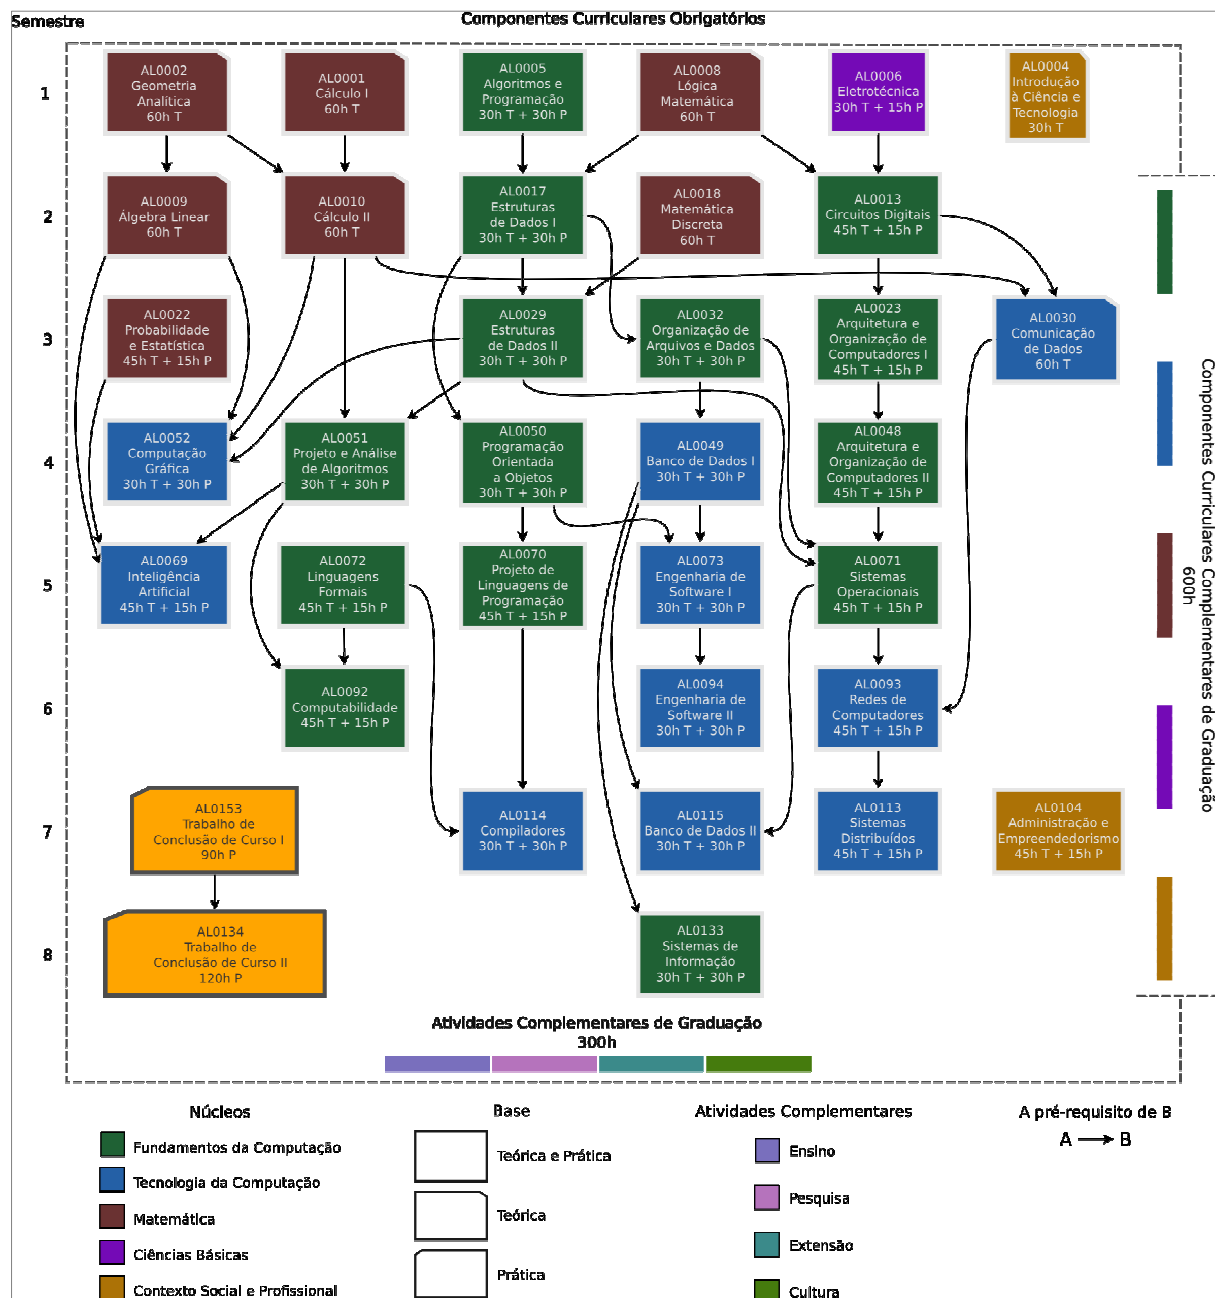 Semestre
Componentes Curriculares Obrigatórios
1
AL0002
Geometria
Analítica
60h T
AL0001
Cálculo I
60h T
AL0005
Algoritmos e
Programação
30h T + 30h P
AL0008
Lógica
Matemática
60h T
AL0006
Eletrotécnica
30h T + 15h P
AL0004
Introdução
à Ciência e
Tecnologia
30h T
2
AL0009
Álgebra Linear
60h T
AL0010
Cálculo II
60h T
AL0017
Estruturas
de Dados I
30h T + 30h P
AL0018
Matemática
Discreta
60h T
AL0013
Circuitos Digitais
45h T + 15h P
3
AL0022
Probabilidade
e Estatística
45h T + 15h P
AL0029
Estruturas
de Dados II
30h T + 30h P
AL0032
Organização de
Arquivos e Dados
30h T + 30h P
AL0023
Arquitetura e
Organização de
Computadores I
45h T + 15h P
AL0030
Comunicação
de Dados
60h T
4
AL0052
Computação
Gráfica
30h T + 30h P
AL0051
Projeto e Análise
de Algoritmos
30h T + 30h P
AL0050
Programação
Orientada
a Objetos
30h T + 30h P
AL0049
Banco de Dados I
30h T + 30h P
AL0048
Arquitetura e
Organização de
Computadores II
45h T + 15h P
5
AL0069
Inteligência
Artificial
45h T + 15h P
AL0072
Linguagens
Formais
45h T + 15h P
AL0070
Projeto de
Linguagens de
Programação
45h T + 15h P
AL0073
Engenharia de
Software I
30h T + 30h P
AL0071
Sistemas
Operacionais
45h T + 15h P
6
AL0092
Computabilidade
45h T + 15h P
AL0094
Engenharia de
Software II
30h T + 30h P
AL0093
Redes de
Computadores
45h T + 15h P
7
AL0153
Trabalho de
Conclusão de Curso I
90h P
AL0114
Compiladores
30h T + 30h P
AL0115
Banco de Dados II
30h T + 30h P
AL0113
Sistemas
Distribuídos
45h T + 15h P
AL0104
Administração e
Empreendedorismo
45h T + 15h P
8
AL0134
Trabalho de
Conclusão de Curso II
120h P
AL0133
Sistemas de
Informação
30h T + 30h P
Componentes Curriculares Complementares de Graduação
600h
Atividades Complementares de Graduação
300h
Núcleos
Fundamentos da Computação
Tecnologia da Computação
Matemática
Ciências Básicas
Contexto Social e Profissional
Base
Teórica e Prática
Teórica
Prática
Atividades Complementares
Ensino
Pesquisa
Extensão
Cultura
A pré-requisito de B
A B